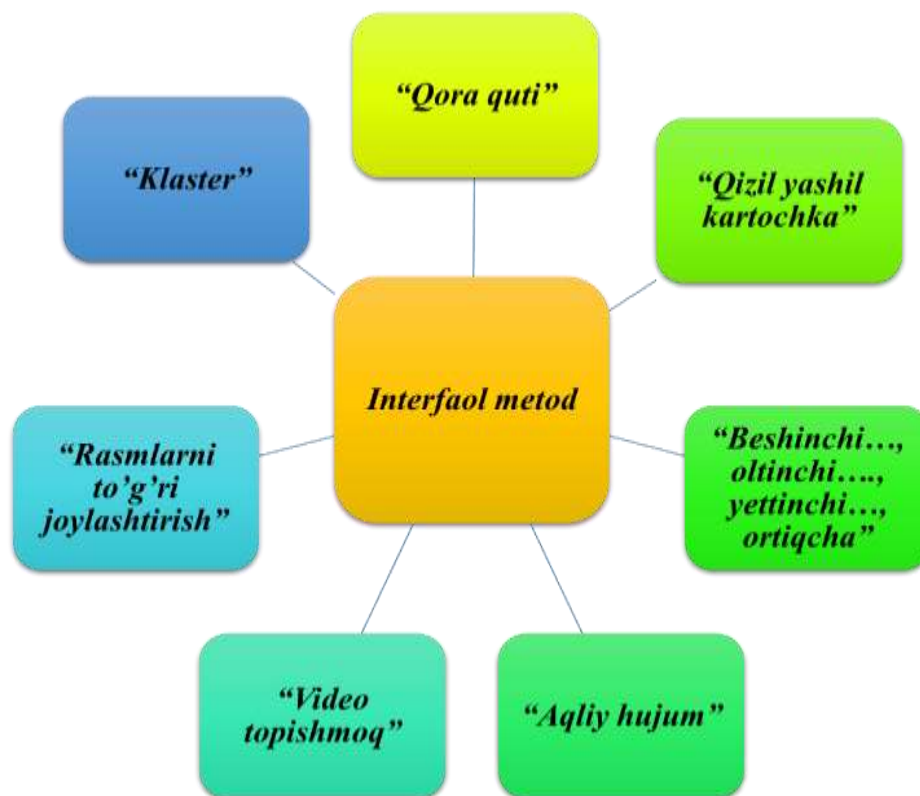 “Qora quti”
“Klaster”
“Qizil yashil
kartochka”
Interfaol metod
“Rasmlarni
to’g’ri
joylashtirish”
“Beshinchi…,
oltinchi….,
yettinchi…,
ortiqcha”
“Video
topishmoq”
“Aqliy hujum”